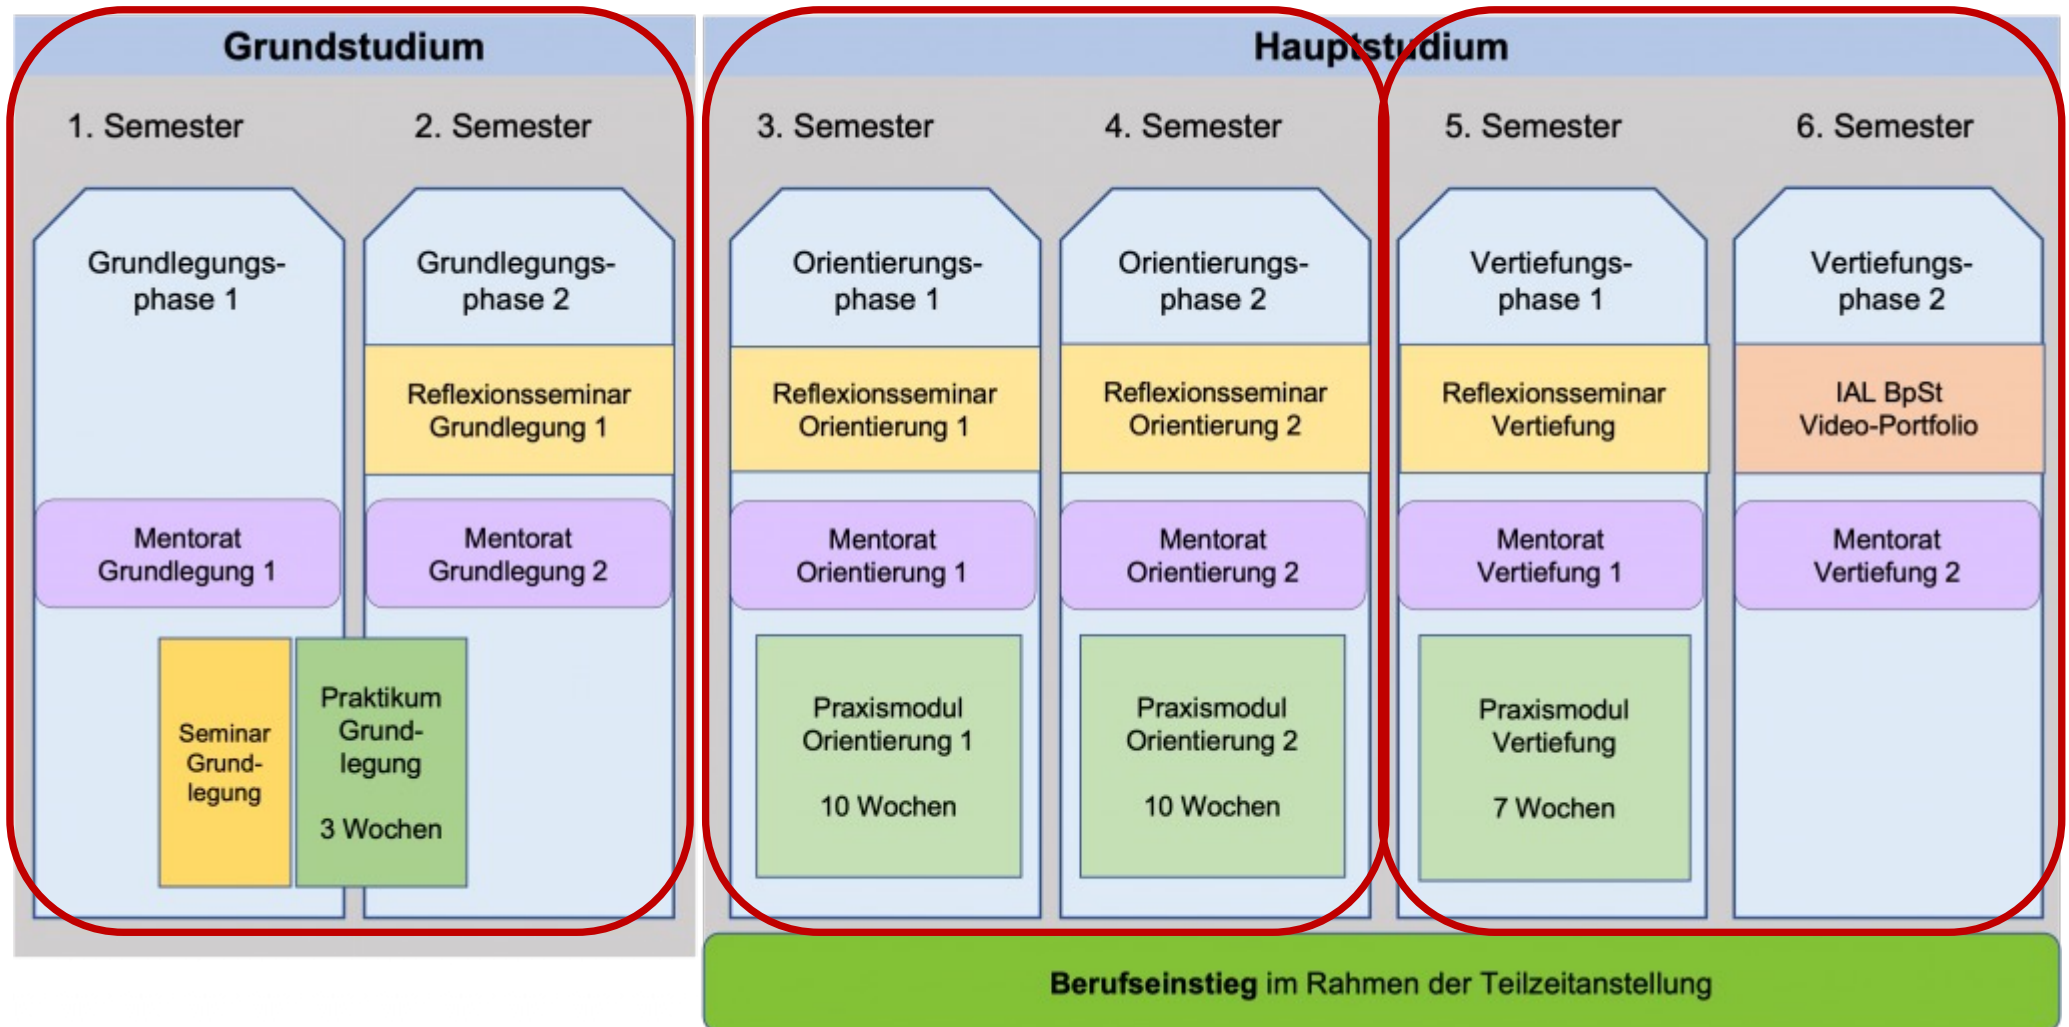 Grundstudium
Hauptstudium
1. Semester
2. Semester
3. Semester
4. Semester
5. Semester
6. Semester
Grundlegungs-
phase 1
Grundlegungs-
phase 2
Orientierungs-
phase 1
Orientierungs-
phase 2
Vertiefungs-
phase 1
Vertiefungs-
phase 2
Reflexionsseminar
Grundlegung 1
Reflexionsseminar
Orientierung 1
Reflexionsseminar
Orientierung 2
Reflexionsseminar
Vertiefung
IAL BpSt
Video-Portfolio
Mentorat
Grundlegung 1
Mentorat
Grundlegung 2
Mentorat
Orientierung 1
Mentorat
Orientierung 2
Mentorat
Vertiefung 1
Mentorat
Vertiefung 2
Seminar
Grund-
legung
Praktikum
Grund-
legung
3 Wochen
Praxismodul
Orientierung 1
10 Wochen
Praxismodul
Orientierung 2
10 Wochen
Praxismodul
Vertiefung
7 Wochen
Berufseinstieg im Rahmen der Teilzeitanstellung